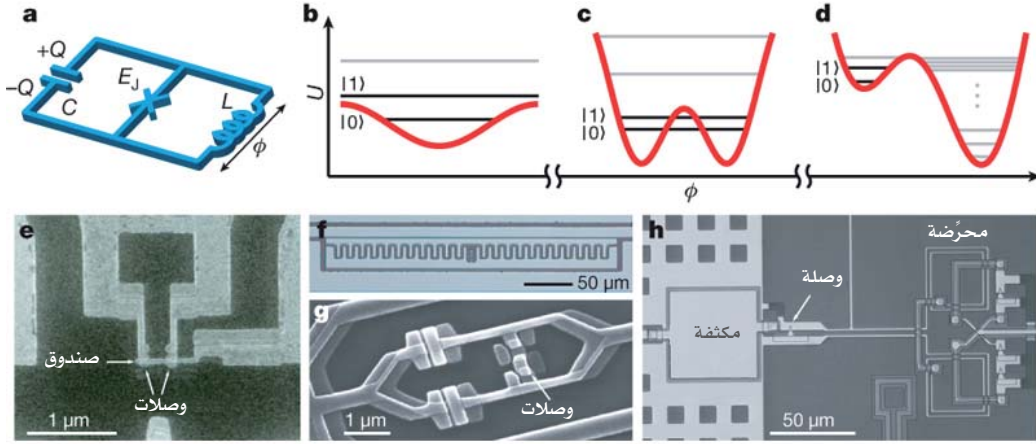 a
+Q
–Q
C
E_J
L
ϕ
b
U
|1⟩
|0⟩
c
|1⟩
|0⟩
ϕ
d
|1⟩
|0⟩
e
صندوق
وصلات
1 µm
f
50 µm
g
وصلات
1 µm
h
محرَّضة
وصلة
مكثفة
50 µm